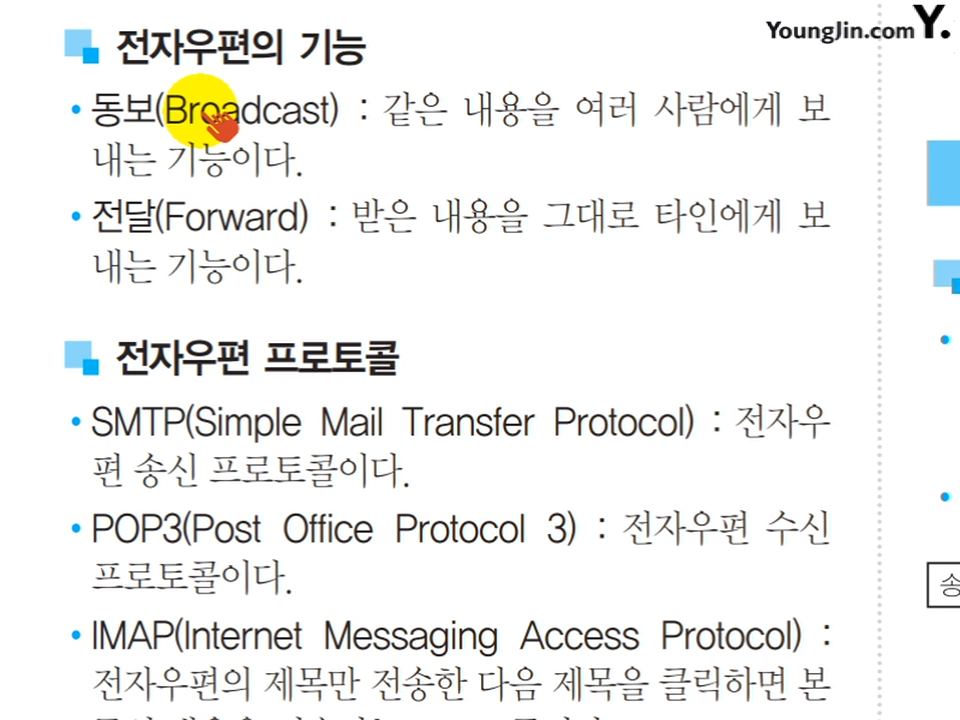 YoungJin.com Y.
전자우편의 기능
• 동보(Broadcast) : 같은 내용을 여러 사람에게 보
내는 기능이다.
• 전달(Forward) : 받은 내용을 그대로 타인에게 보
내는 기능이다.
전자우편 프로토콜
• SMTP(Simple Mail Transfer Protocol) : 전자우
편 송신 프로토콜이다.
• POP3(Post Office Protocol 3) : 전자우편 수신
프로토콜이다.
• IMAP(Internet Messaging Access Protocol) :
전자우편의 제목만 전송한 다음 제목을 클릭하면 본
송